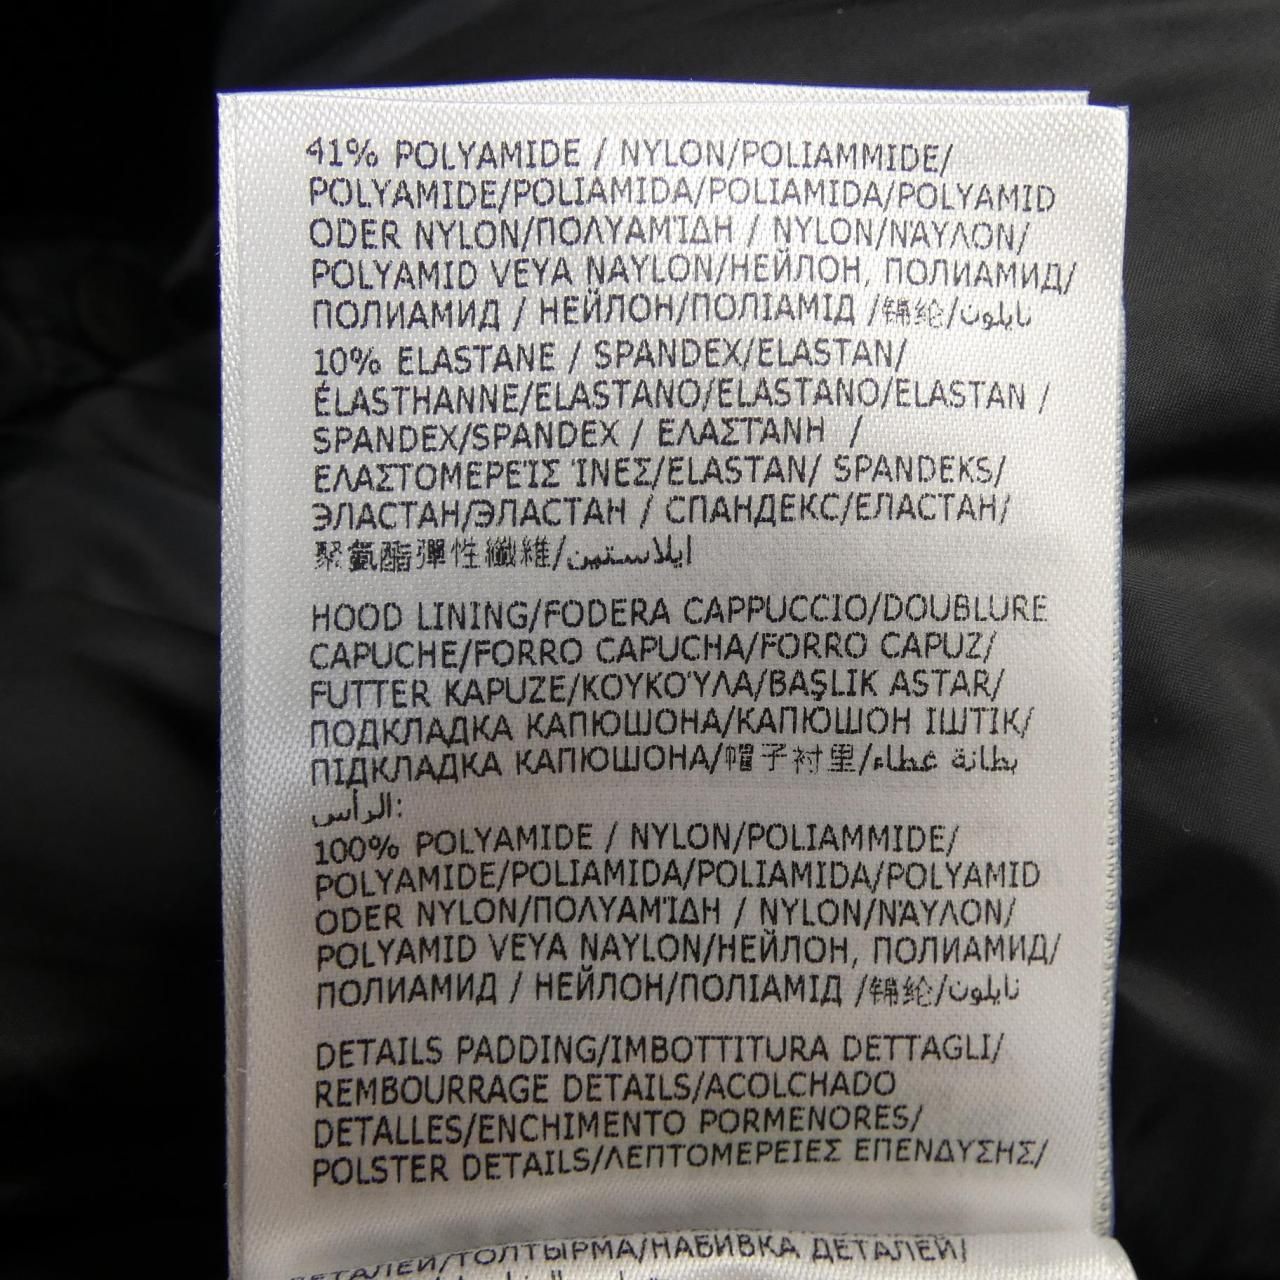 41% POLYAMIDE / NYLON/POLIAMMIDE/
POLYAMIDE/POLIAMIDA/POLIAMIDA/POLYAMID
ODER NYLON/ΠΟΛΥΑΜΊΔΗ / NYLON/ΝΆΥΛΟΝ/
POLYAMID VEYA NAYLON/НЕЙЛОН, ПОЛИАМИД/
ПОЛИАМИД / НЕЙЛОН/ПОЛІАМІД /锦纶/نايلون
10% ELASTANE / SPANDEX/ELASTAN/
ÉLASTHANNE/ELASTANO/ELASTANO/ELASTAN /
SPANDEX/SPANDEX / ΕΛΑΣΤΆΝΗ /
ΕΛΑΣΤΟΜΕΡΕΊΣ ΊΝΕΣ/ELASTAN/ SPANDEKS/
ЭЛАСТАН/ЭЛАСТАН / СПАНДЕКС/ЕЛАСТАН/
聚氨酯彈性纖維/ايلاستين
HOOD LINING/FODERA CAPPUCCIO/DOUBLURE
CAPUCHE/FORRO CAPUCHA/FORRO CAPUZ/
FUTTER KAPUZE/ΚΟΥΚΟΎΛΑ/BAŞLIK ASTAR/
ПОДКЛАДКА КАПЮШОНА/КАПЮШОН ІШТІК/
ПІДКЛАДКА КАПЮШОНА/帽子衬里/بطانة غطاء
الرأس:
100% POLYAMIDE / NYLON/POLIAMMIDE/
POLYAMIDE/POLIAMIDA/POLIAMIDA/POLYAMID
ODER NYLON/ΠΟΛΥΑΜΊΔΗ / NYLON/ΝΆΥΛΟΝ/
POLYAMID VEYA NAYLON/НЕЙЛОН, ПОЛИАМИД/
ПОЛИАМИД / НЕЙЛОН/ПОЛІАМІД /锦纶/نايلون
DETAILS PADDING/IMBOTTITURA DETTAGLI/
REMBOURRAGE DETAILS/ACOLCHADO
DETALLES/ENCHIMENTO PORMENORES/
POLSTER DETAILS/ΛΕΠΤΟΜΕΡΕΙΕΣ ΕΠΕΝΔΥΣΗΣ/
ДЕТАЛЕЙ/ТОЛТЫРМА/НАБИВКА ДЕТАЛЕЙ/